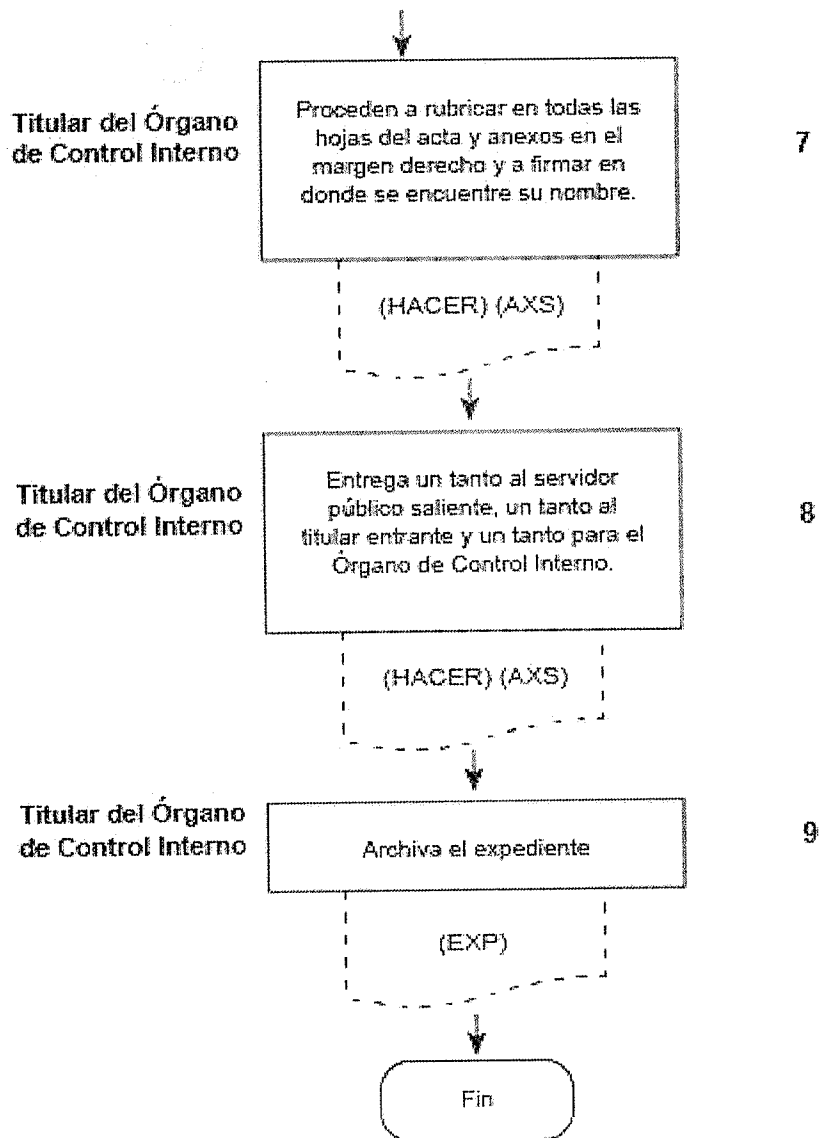 Titular del Órgano
de Control Interno
Proceden a rubricar en todas las
hojas del acta y anexos en el
margen derecho y a firmar en
donde se encuentre su nombre.
7
(HACER) (AXS)
Titular del Órgano
de Control Interno
Entrega un tanto al servidor
público saliente, un tanto al
titular entrante y un tanto para el
Órgano de Control Interno.
8
(HACER) (AXS)
Titular del Órgano
de Control Interno
Archiva el expediente
9
(EXP)
Fin